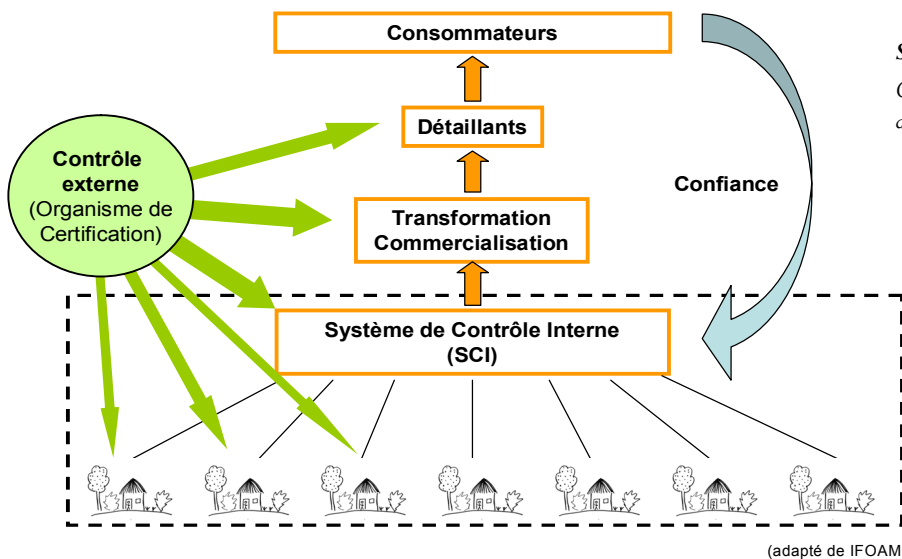 Consommateurs
Détaillants
Contrôle
externe
(Organisme de
Certification)
Confiance
Transformation
Commercialisation
Système de Contrôle Interne
(SCI)
(adapté de IFOAM